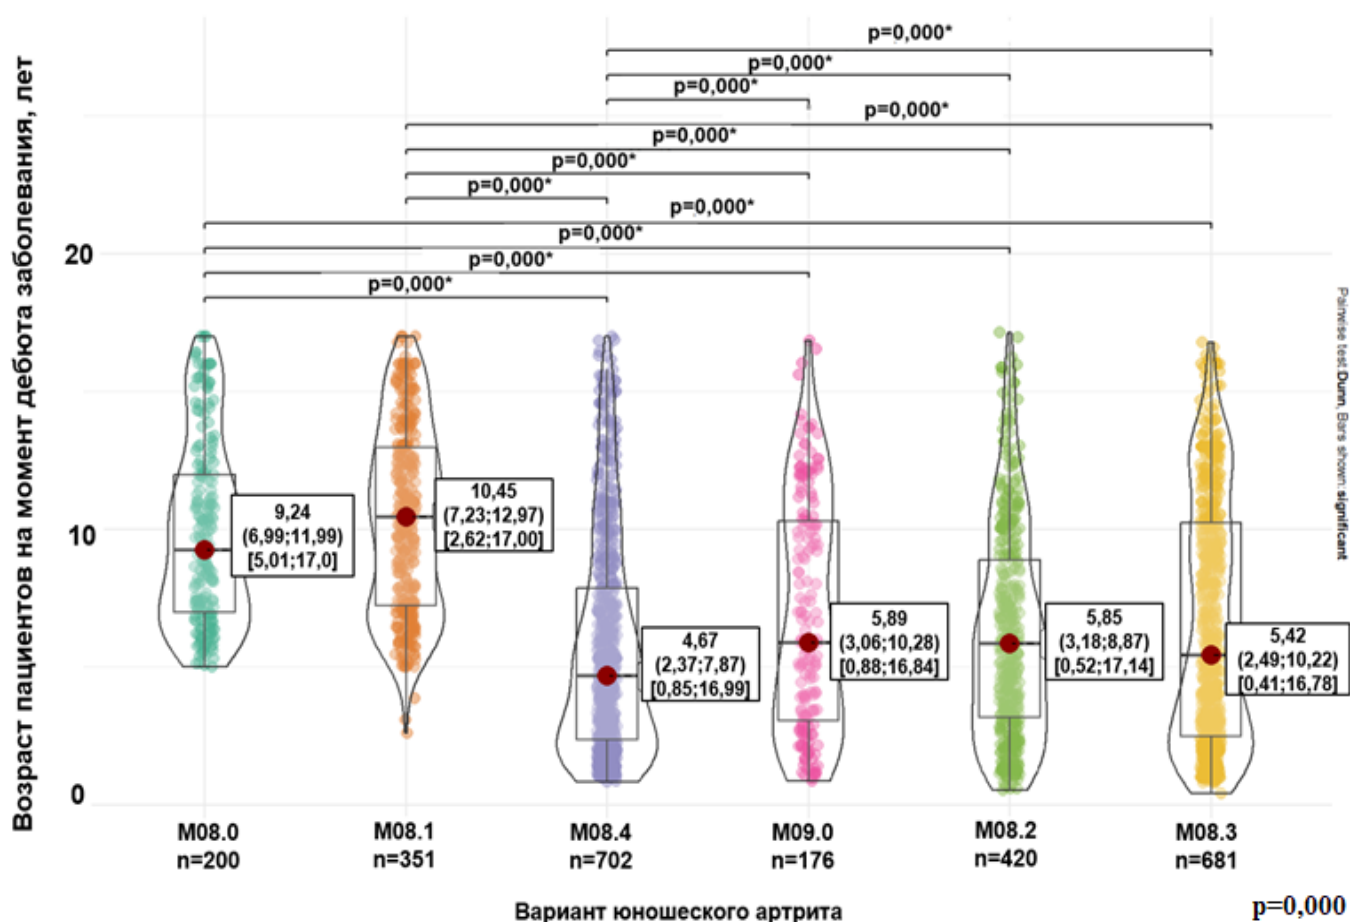 p=0,000*
p=0,000*
p=0,000*
p=0,000*
p=0,000*
p=0,000*
p=0,000*
p=0,000*
p=0,000*
p=0,000*
p=0,000*
Возраст пациентов на момент дебюта заболевания, лет
20
10
0
9,24
(6,99;11,99)
[5,01;17,0]
10,45
(7,23;12,97)
[2,62;17,00]
4,67
(2,37;7,87)
[0,85;16,99]
5,89
(3,06;10,28)
[0,88;16,84]
5,85
(3,18;8,87)
[0,52;17,14]
5,42
(2,49;10,22)
[0,41;16,78]
Pairwise test:Dunn, Bars shown:significant
M08.0 M08.1 M08.4 M09.0 M08.2 M08.3
n=200 n=351 n=702 n=176 n=420 n=681
Вариант юношеского артрита
p=0,000